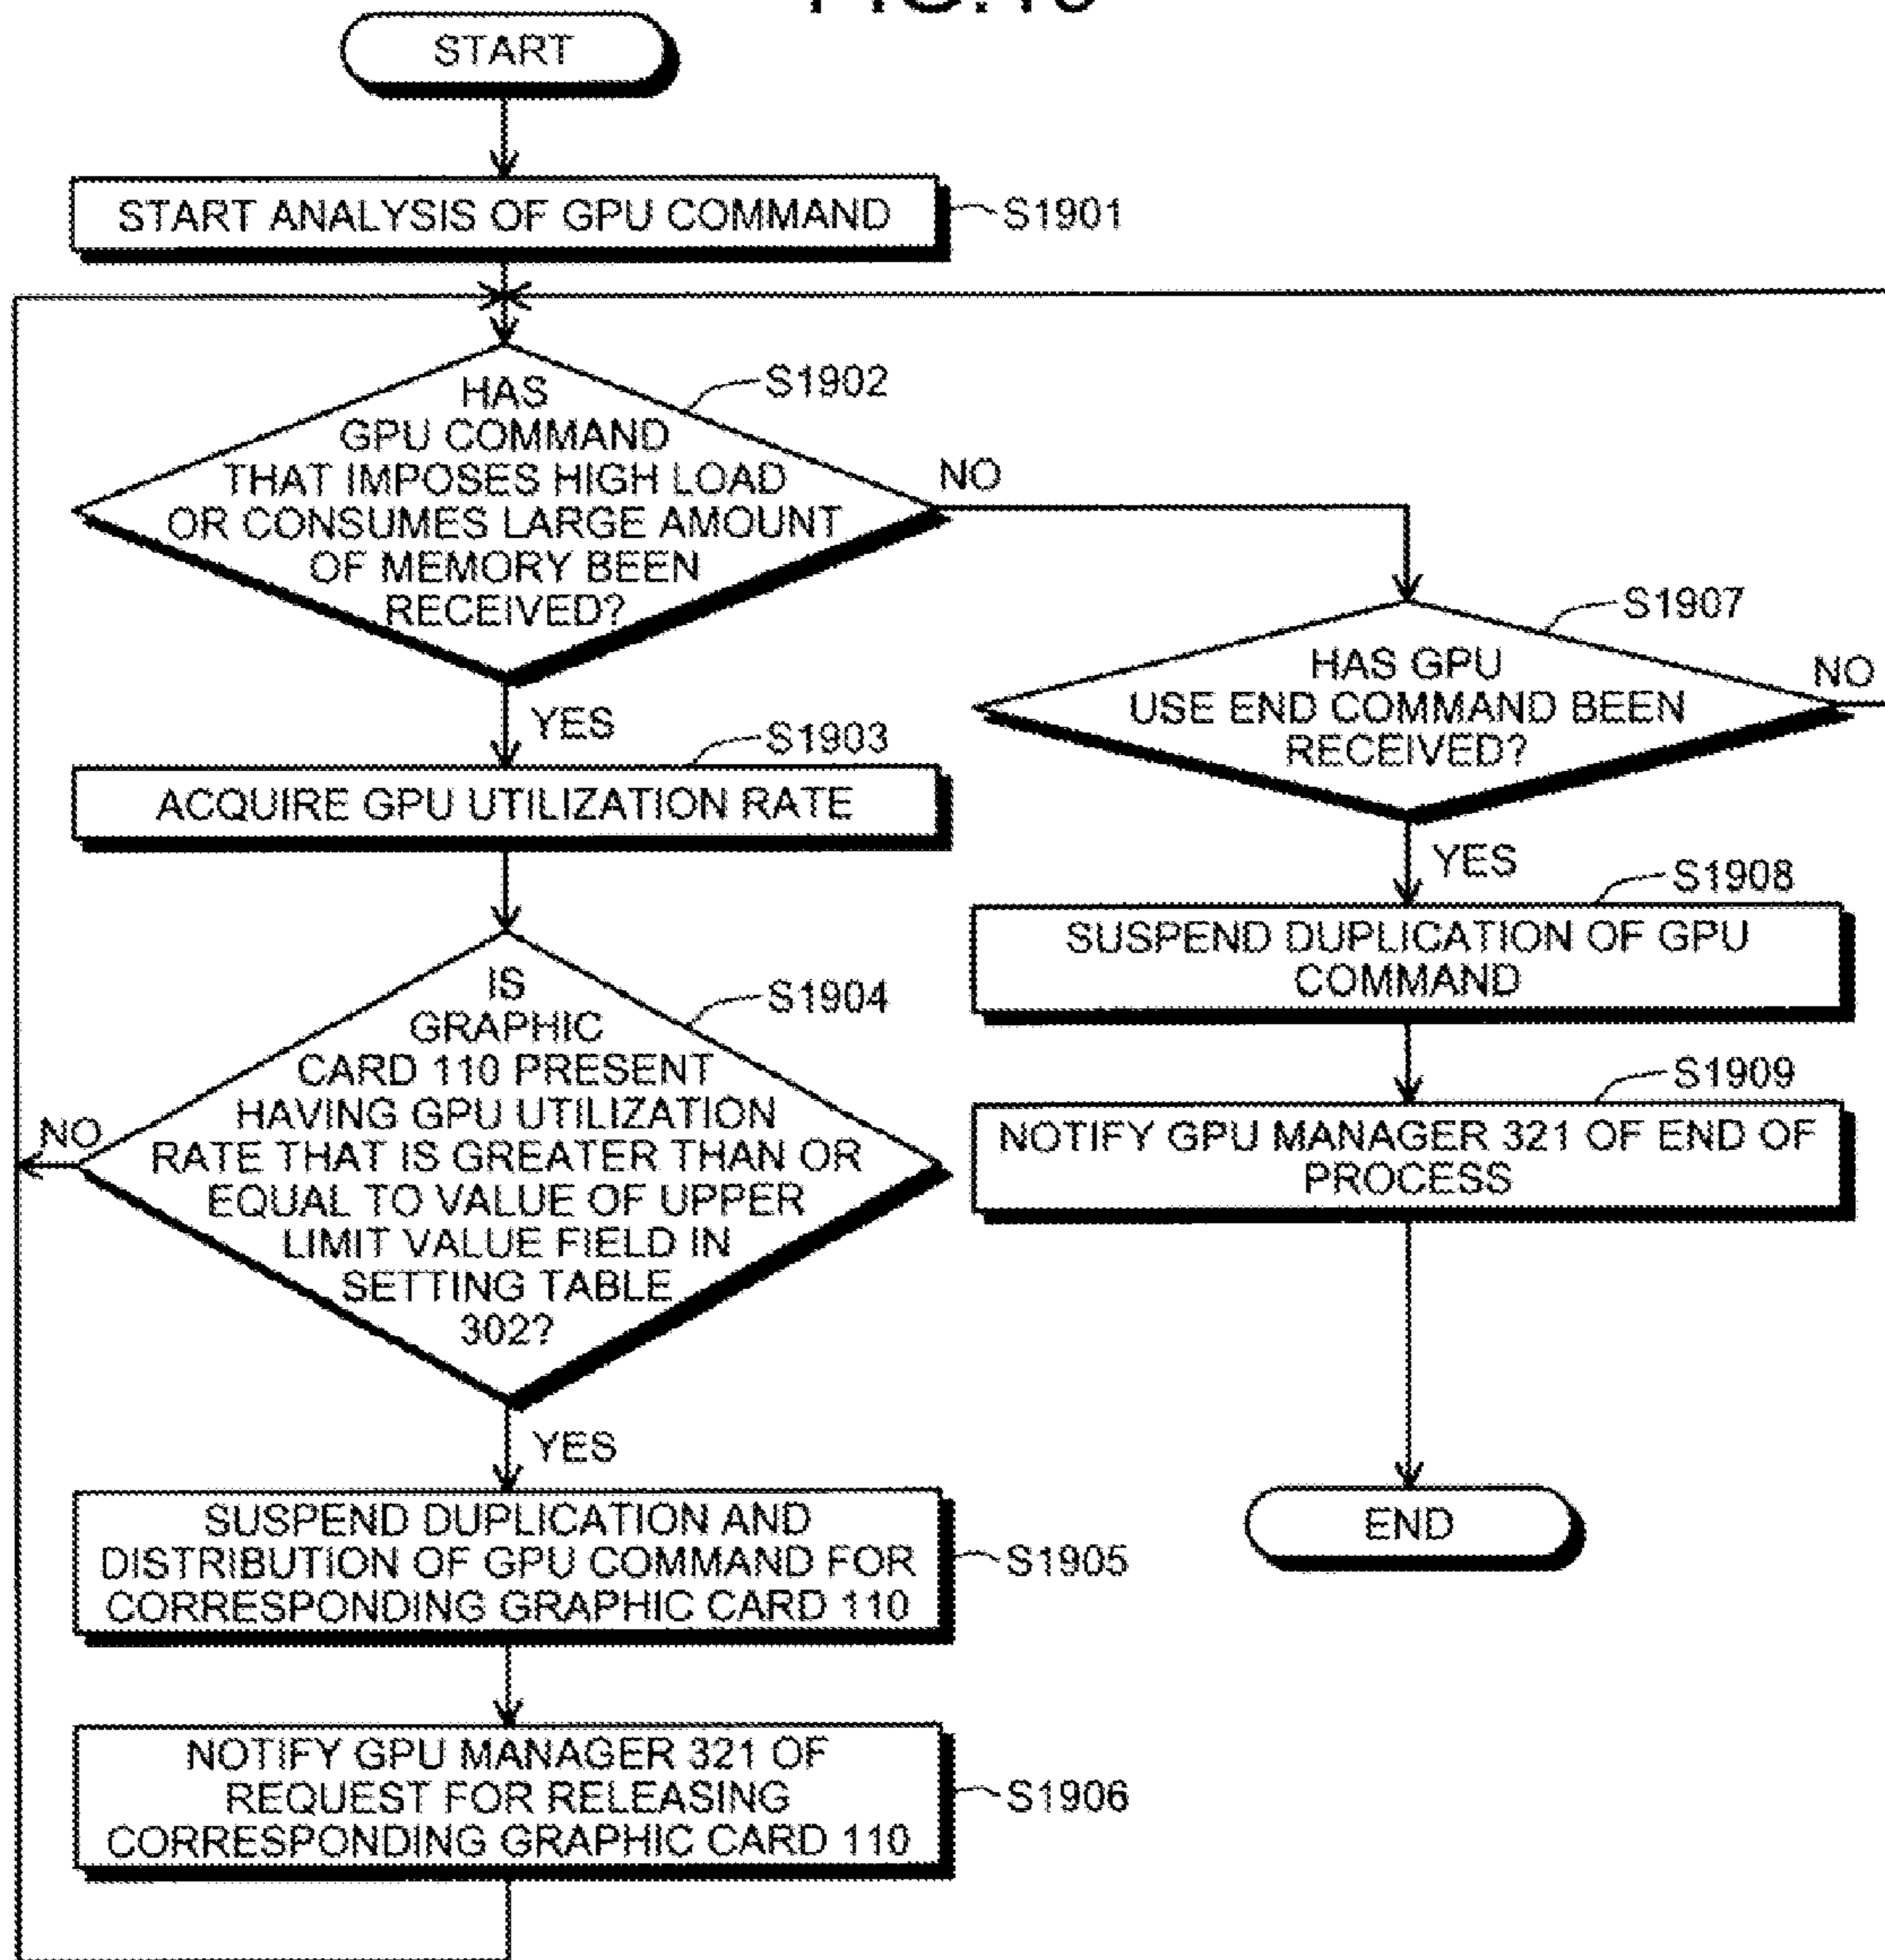 START
START ANALYSIS OF GPU COMMAND
S1901
HAS
GPU COMMAND
THAT IMPOSES HIGH LOAD
OR CONSUMES LARGE AMOUNT
OF MEMORY BEEN
RECEIVED?
S1902
NO
YES
S1903
ACQUIRE GPU UTILIZATION RATE
IS
GRAPHIC
CARD 110 PRESENT
HAVING GPU UTILIZATION
RATE THAT IS GREATER THAN OR
EQUAL TO VALUE OF UPPER
LIMIT VALUE FIELD IN
SETTING TABLE
302?
S1904
NO
YES
SUSPEND DUPLICATION AND
DISTRIBUTION OF GPU COMMAND FOR
CORRESPONDING GRAPHIC CARD 110
S1905
NOTIFY GPU MANAGER 321 OF
REQUEST FOR RELEASING
CORRESPONDING GRAPHIC CARD 110
S1906
S1907
HAS GPU
USE END COMMAND BEEN
RECEIVED?
NO
YES
S1908
SUSPEND DUPLICATION OF GPU
COMMAND
S1909
NOTIFY GPU MANAGER 321 OF END OF
PROCESS
END